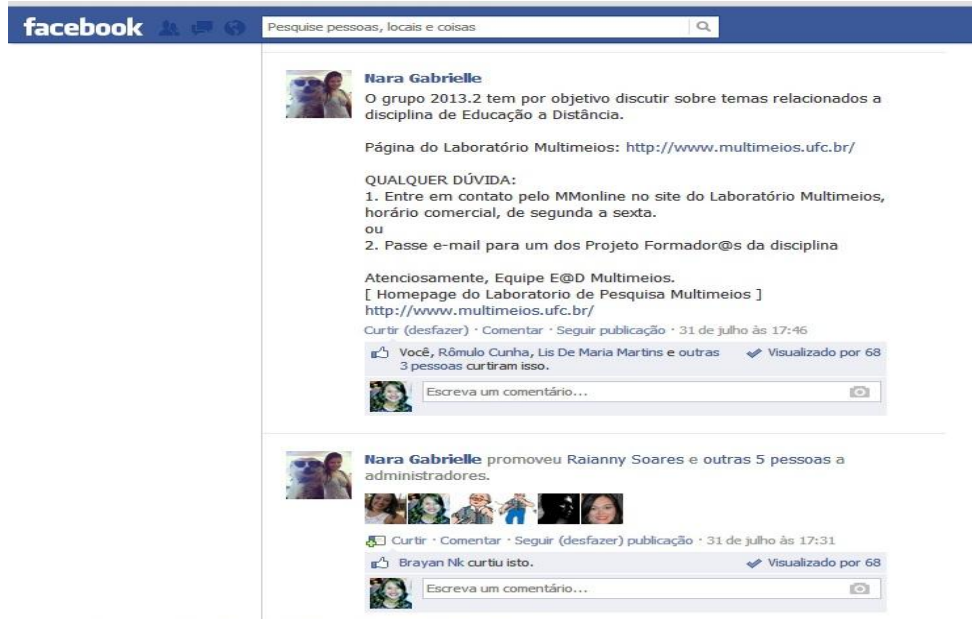 facebook
Pesquise pessoas, locais e coisas
Nara Gabrielle
O grupo 2013.2 tem por objetivo discutir sobre temas relacionados a
disciplina de Educação a Distância.
Página do Laboratório Multimeios: http://www.multimeios.ufc.br/
QUALQUER DÚVIDA:
1. Entre em contato pelo MMonline no site do Laboratório Multimeios,
horário comercial, de segunda a sexta.
ou
2. Passe e-mail para um dos Projeto Formador@s da disciplina
Atenciosamente, Equipe E@D Multimeios.
[ Homepage do Laboratorio de Pesquisa Multimeios ]
http://www.multimeios.ufc.br/
Curtir (desfazer) · Comentar · Seguir publicação · 31 de julho às 17:46
Você, Rômulo Cunha, Lis De Maria Martins e outras
3 pessoas curtiram isso.
Visualizado por 68
Escreva um comentário...
Nara Gabrielle promoveu Raianny Soares e outras 5 pessoas a
administradores.
Curtir · Comentar · Seguir (desfazer) publicação · 31 de julho às 17:31
Brayan Nk curtiu isto.
Visualizado por 68
Escreva um comentário...